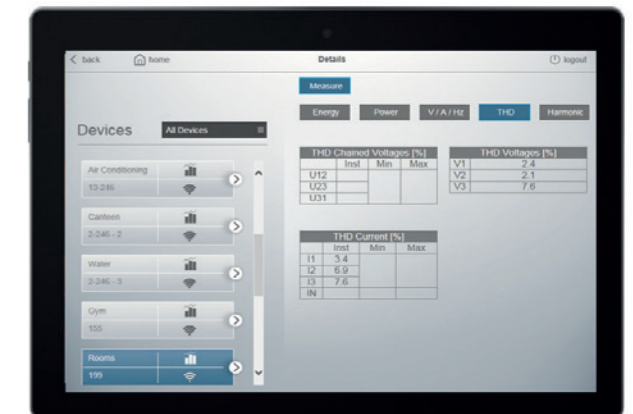 back home Details logout
Measure
Energy Power V / A / Hz THD Harmonic
Devices All Devices
Air Conditioning
13-246
Canteen
2-246 - 2
Water
2-246 - 3
Gym
155
Rooms
199
THD Chained Voltages [%]
Inst Min Max
U12
U23
U31
THD Voltages [%]
V1 2.4
V2 2.1
V3 7.6
THD Current [%]
Inst Min Max
I1 3.4
I2 6.9
I3 7.6
IN